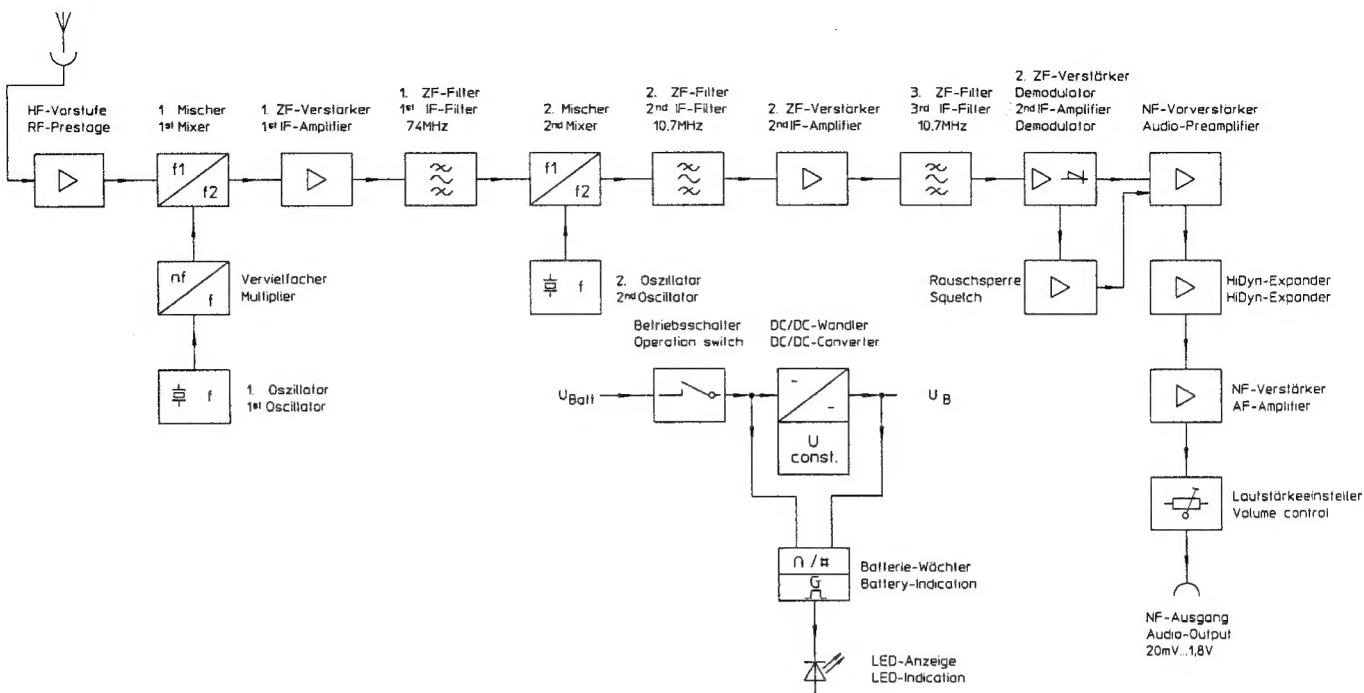 HF-Vorstufe
RF-Prestage
1. Mischer
1st Mixer
1. ZF-Verstärker
1st IF-Amplifier
1. ZF-Filter
1st IF-Filter
74MHz
2. Mischer
2nd Mixer
2. ZF-Filter
2nd IF-Filter
10.7MHz
2. ZF-Verstärker
2nd IF-Amplifier
3. ZF-Filter
3rd IF-Filter
10.7MHz
2. ZF-Verstärker
Demodulator
2nd IF-Amplifier
Demodulator
NF-Vorverstärker
Audio-Preamplifier
f1
f2
f1
f2
nf
f
Vervielfacher
Multiplier
f
2. Oszillator
2nd Oscillator
Rauschsperre
Squelch
HiDyn-Expander
HiDyn-Expander
f
1. Oszillator
1st Oscillator
Betriebsschalter
Operation switch
DC/DC-Wandler
DC/DC-Converter
UBatt
UB
U
const.
NF-Verstärker
AF-Amplifier
Lautstärkeeinsteller
Volume control
∩/#
G
Batterie-Wächter
Battery-Indication
NF-Ausgang
Audio-Output
20mV...1,8V
LED-Anzeige
LED-Indication